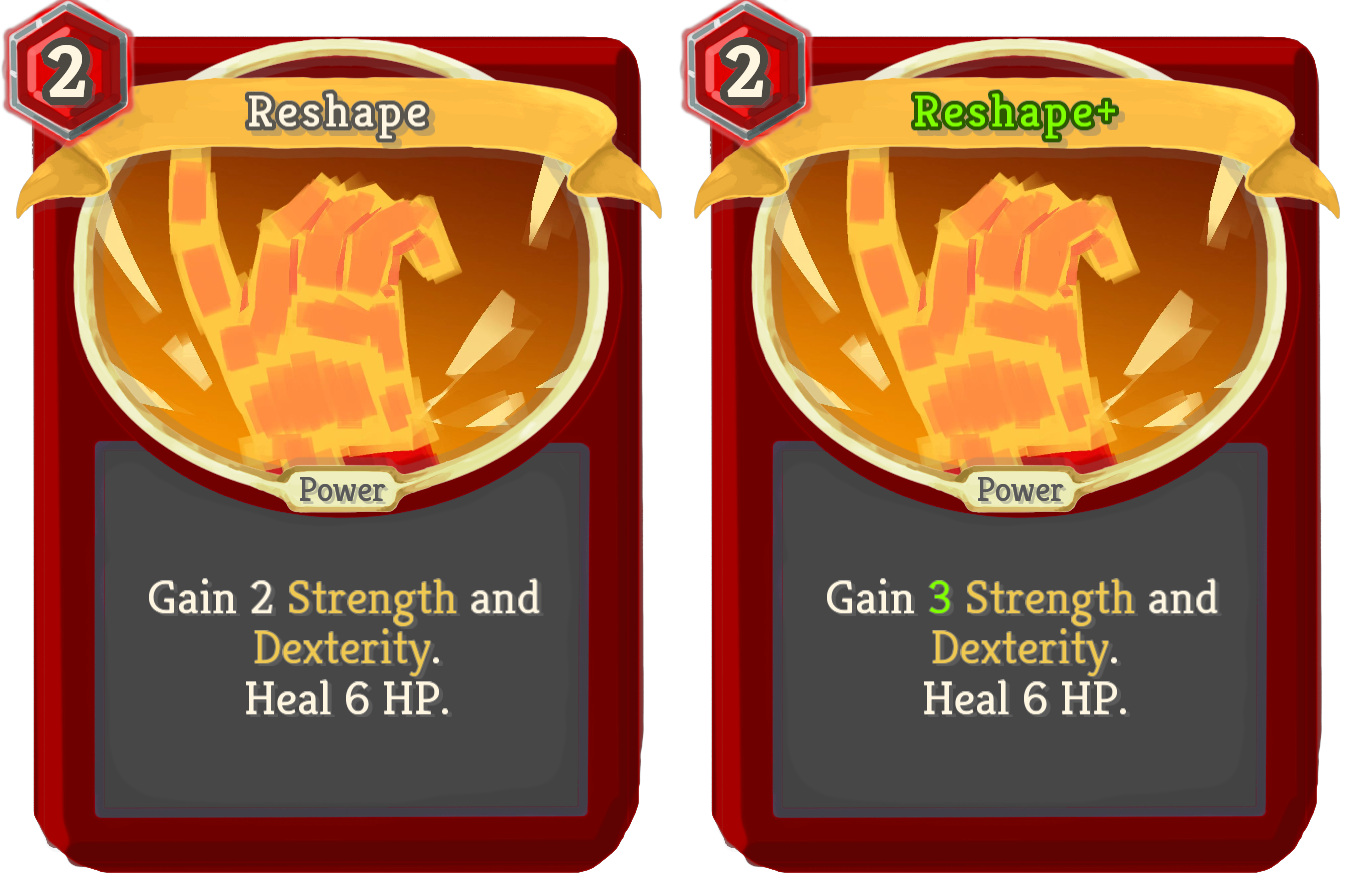 2
Reshape
Power
Gain 2 Strength and
Dexterity.
Heal 6 HP.
2
Reshape+
Power
Gain 3 Strength and
Dexterity.
Heal 6 HP.